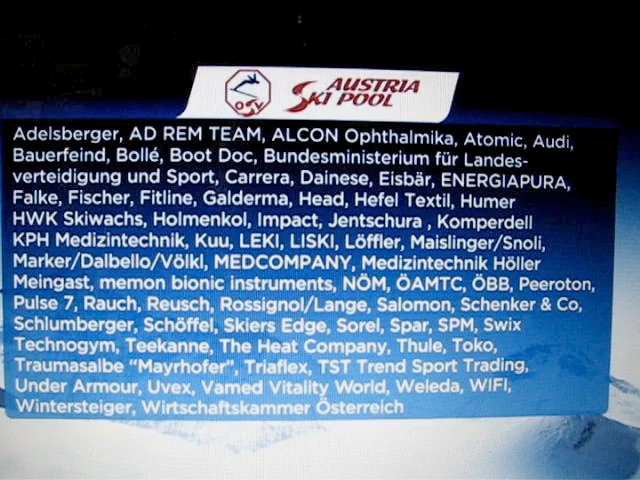 ÖSV
AUSTRIA
SKI POOL
Adelsberger, AD REM TEAM, ALCON Ophthalmika, Atomic, Audi,
Bauerfeind, Bollé, Boot Doc, Bundesministerium für Landes-
verteidigung und Sport, Carrera, Dainese, Eisbär, ENERGIAPURA,
Falke, Fischer, Fitline, Galderma, Head, Hefel Textil, Humer
HWK Skiwachs, Holmenkol, Impact, Jentschura , Komperdell
KPH Medizintechnik, Kuu, LEKI, LISKI, Löffler, Maislinger/Snoli,
Marker/Dalbello/Völkl, MEDCOMPANY, Medizintechnik Höller
Meingast, memon bionic instruments, NÖM, ÖAMTC, ÖBB, Peeroton,
Pulse 7, Rauch, Reusch, Rossignol/Lange, Salomon, Schenker & Co,
Schlumberger, Schöffel, Skiers Edge, Sorel, Spar, SPM, Swix
Technogym, Teekanne, The Heat Company, Thule, Toko,
Traumasalbe "Mayrhofer", Triaflex, TST Trend Sport Trading,
Under Armour, Uvex, Vamed Vitality World, Weleda, WIFI,
Wintersteiger, Wirtschaftskammer Österreich